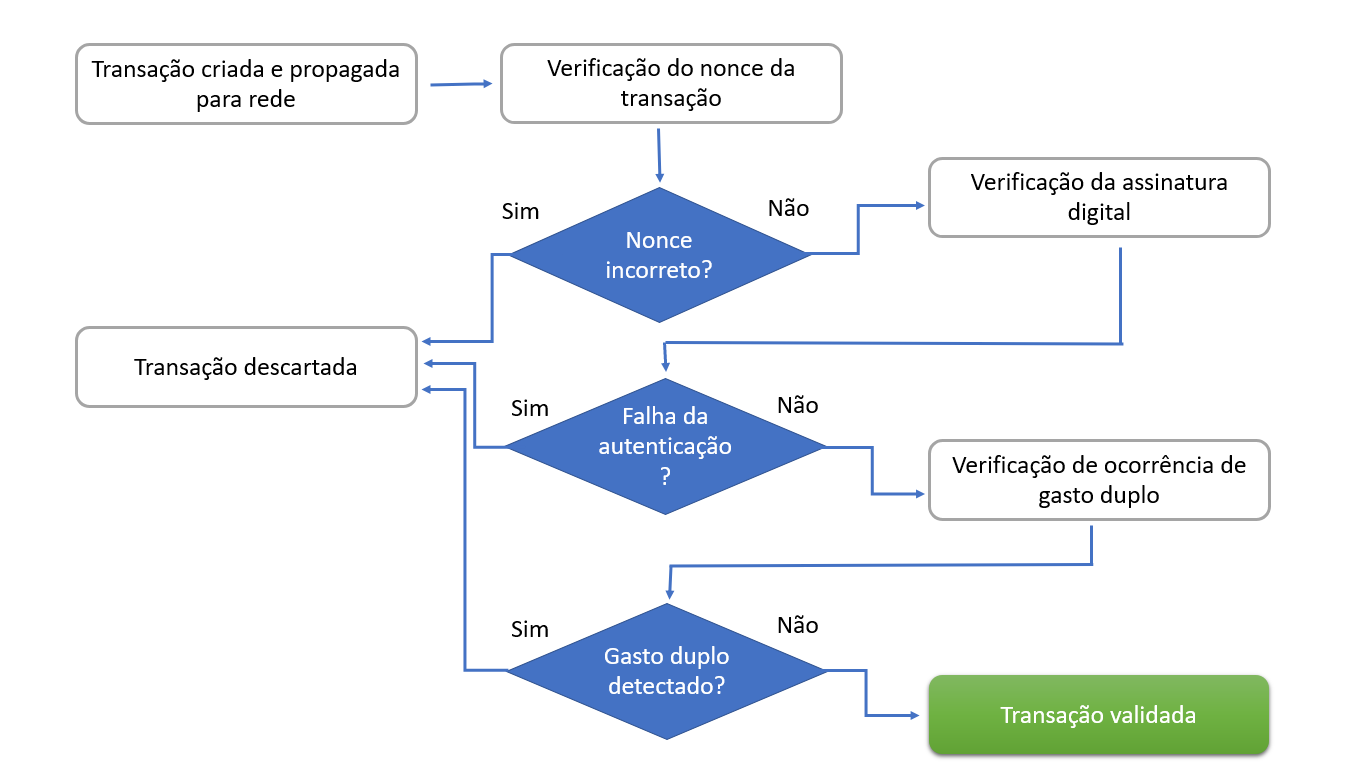 Transação criada e propagada
para rede
Verificação do nonce da
transação
Verificação da assinatura
digital
Sim
Não
Nonce
incorreto?
Transação descartada
Sim
Não
Falha da
autenticação
?
Verificação de ocorrência de
gasto duplo
Sim
Não
Gasto duplo
detectado?
Transação validada